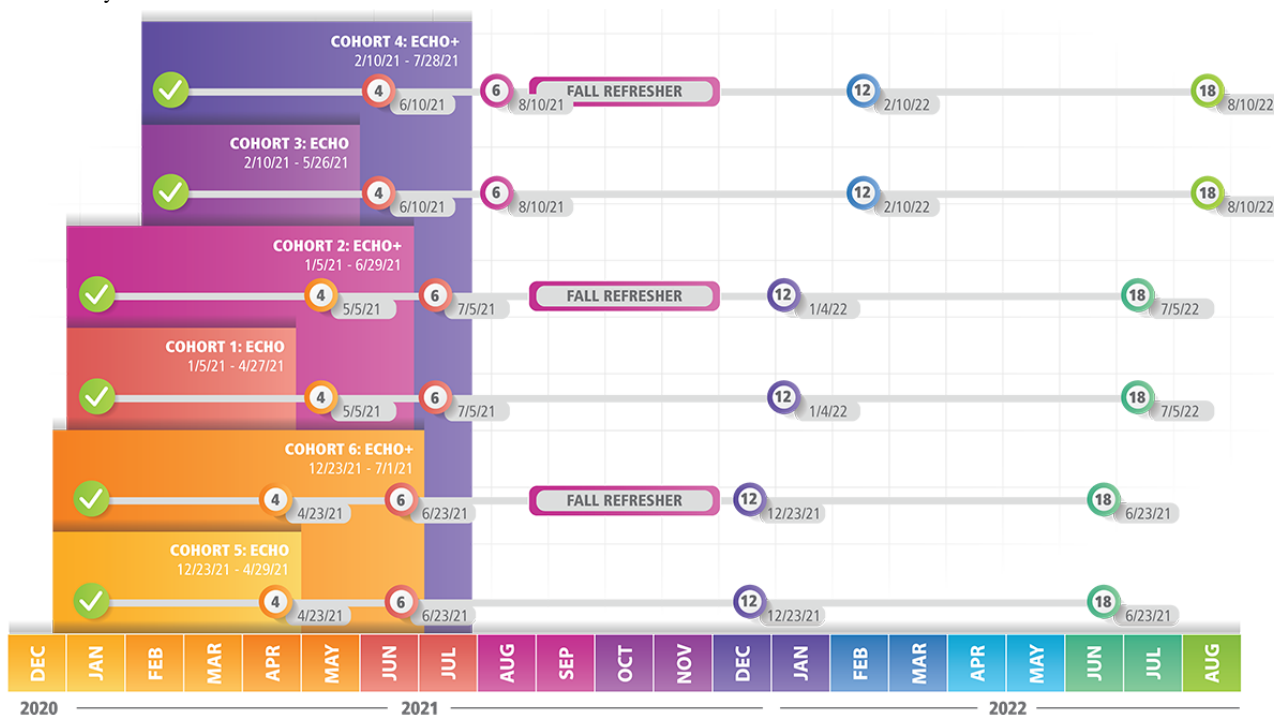 COHORT 4: ECHO+
2/10/21 - 7/28/21
4
6
FALL REFRESHER
12
18
6/10/21
8/10/21
2/10/22
8/10/22
COHORT 3: ECHO
2/10/21 - 5/26/21
4
6
12
18
6/10/21
8/10/21
2/10/22
8/10/22
COHORT 2: ECHO+
1/5/21 - 6/29/21
4
6
FALL REFRESHER
12
18
5/5/21
7/5/21
1/4/22
7/5/22
COHORT 1: ECHO
1/5/21 - 4/27/21
4
6
12
18
5/5/21
7/5/21
1/4/22
7/5/22
COHORT 6: ECHO+
12/23/21 - 7/1/21
4
6
FALL REFRESHER
12
18
4/23/21
6/23/21
12/23/21
6/23/21
COHORT 5: ECHO
12/23/21 - 4/29/21
4
6
12
18
4/23/21
6/23/21
12/23/21
6/23/21
DEC JAN FEB MAR APR MAY JUN JUL AUG SEP OCT NOV DEC JAN FEB MAR APR MAY JUN JUL AUG
2020 2021 2022